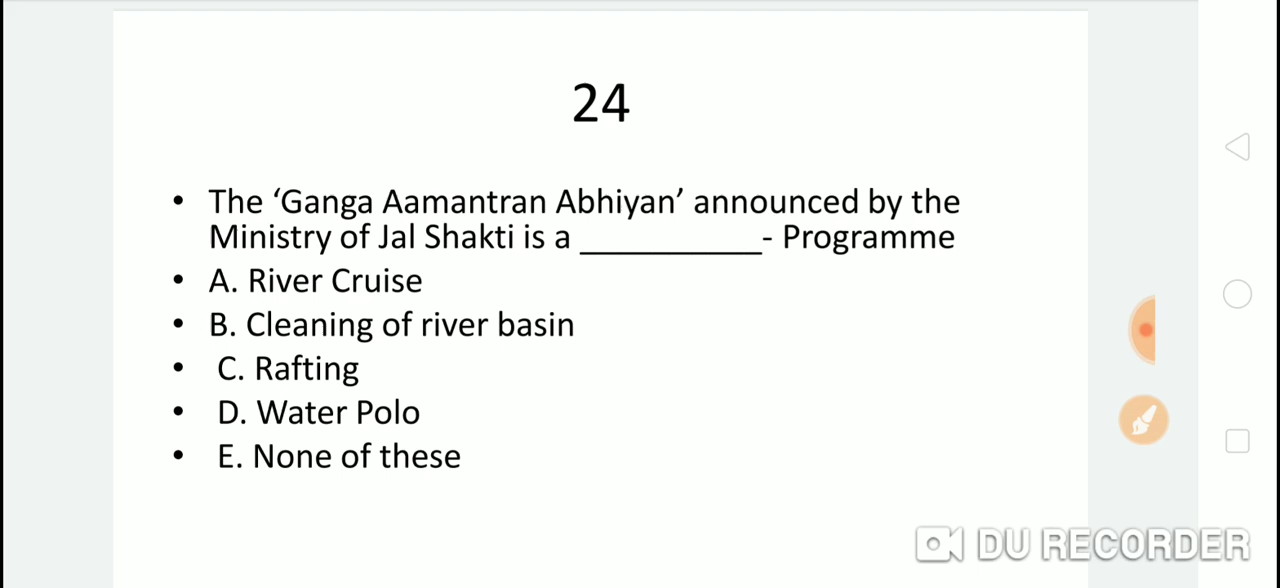 24
• The ‘Ganga Aamantran Abhiyan’ announced by the
Ministry of Jal Shakti is a ___________- Programme
• A. River Cruise
• B. Cleaning of river basin
• C. Rafting
• D. Water Polo
• E. None of these
DU RECORDER